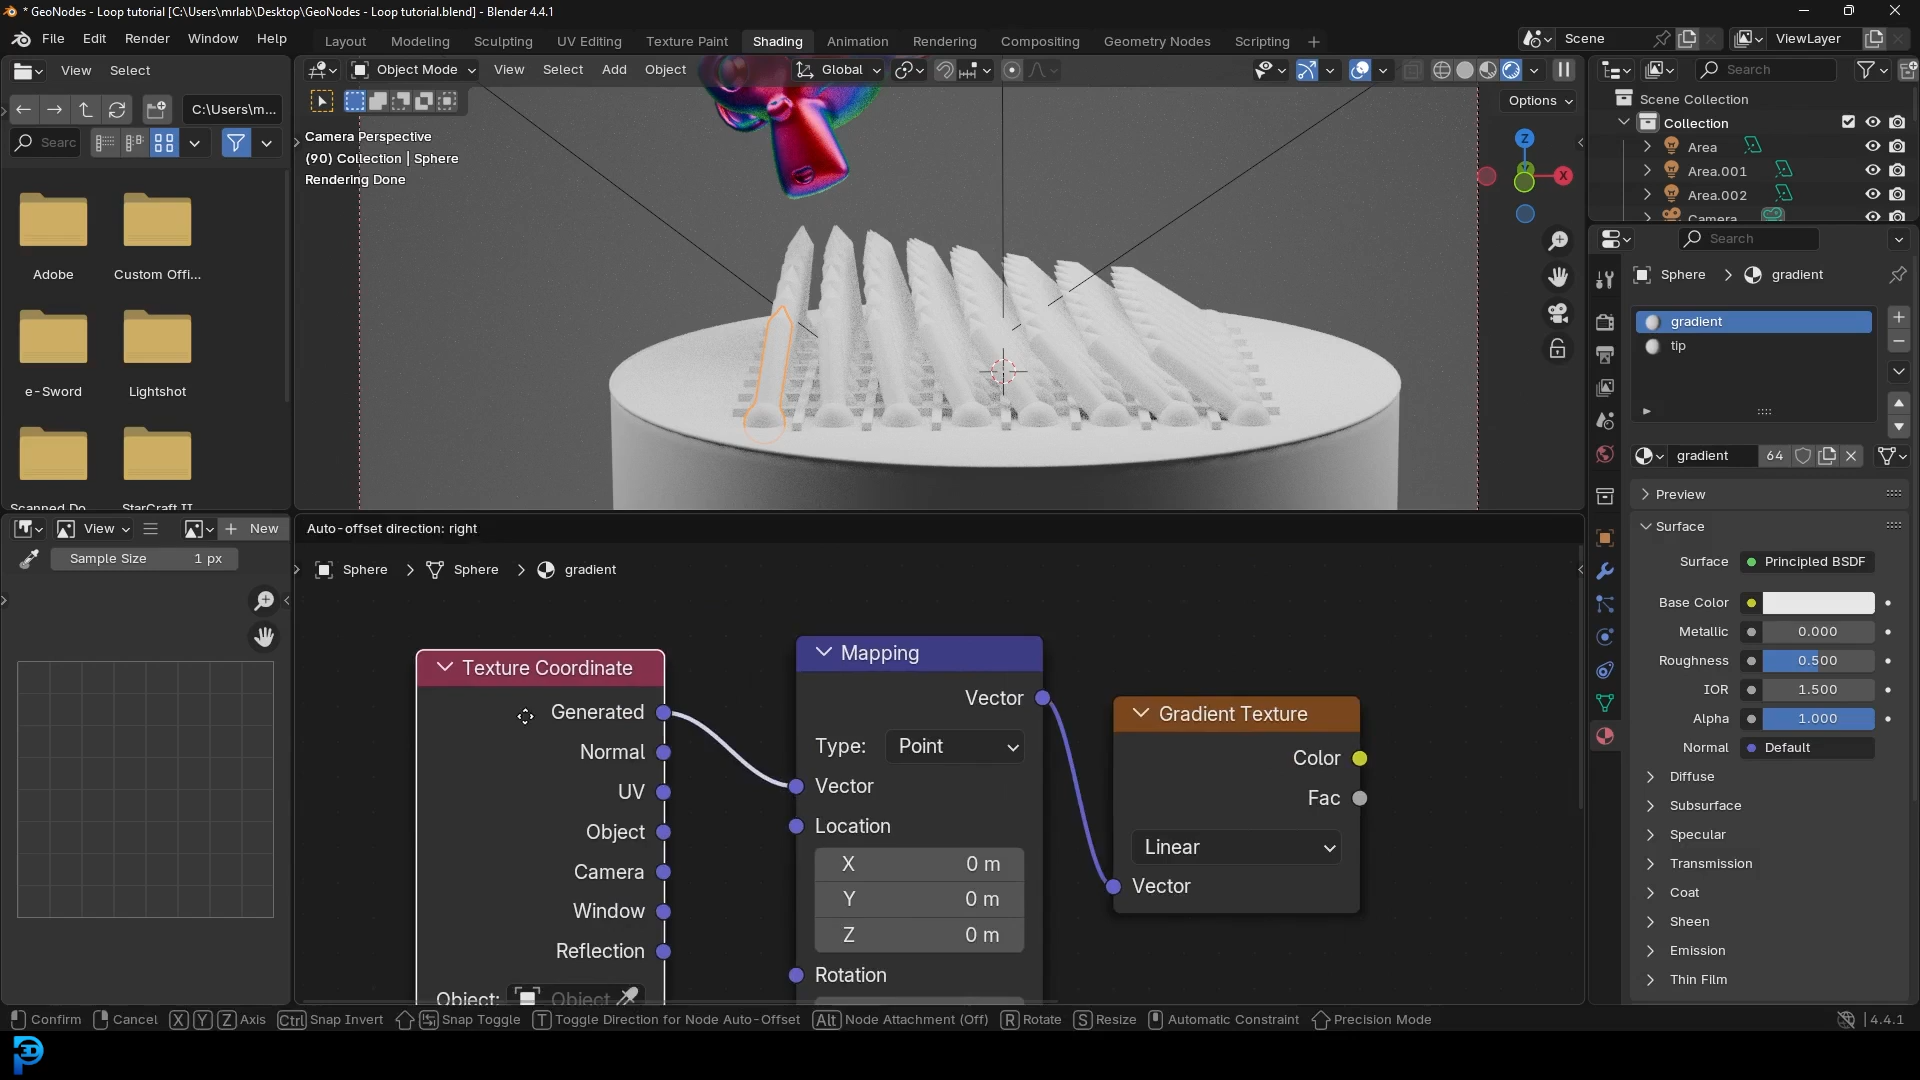 * GeoNodes - Loop tutorial [C:\Users\mrlab\Desktop\GeoNodes - Loop tutorial.blend] - Blender 4.4.1
File Edit Render Window Help
Layout Modeling Sculpting UV Editing Texture Paint Shading Animation Rendering Compositing Geometry Nodes Scripting +
Scene
ViewLayer
View Select
Object Mode View Select Add Object
Global
Search
C:\Users\m...
Options
Scene Collection
Collection
Searc
Camera Perspective
(90) Collection | Sphere
Rendering Done
Z
Y
X
Area
Area.001
Area.002
Camera
Search
Adobe
Custom Offi...
Sphere > gradient
gradient
tip
e-Sword
Lightshot
gradient 64
Scanned Do...
StarCraft II
Preview
View
+ New
Auto-offset direction: right
Surface
Sample Size 1 px
Sphere > Sphere > gradient
Surface Principled BSDF
Base Color
Metallic 0.000
Roughness 0.500
IOR 1.500
Alpha 1.000
Normal Default
Diffuse
Subsurface
Specular
Transmission
Coat
Sheen
Emission
Thin Film
Texture Coordinate
Generated
Normal
UV
Object
Camera
Window
Reflection
Object: Object
Mapping
Vector
Type: Point
Vector
Location
X 0 m
Y 0 m
Z 0 m
Rotation
Gradient Texture
Color
Fac
Linear
Vector
Confirm Cancel X Y Z Axis Ctrl Snap Invert Snap Toggle T Toggle Direction for Node Auto-Offset Alt Node Attachment (Off) R Rotate S Resize Automatic Constraint Precision Mode
4.4.1